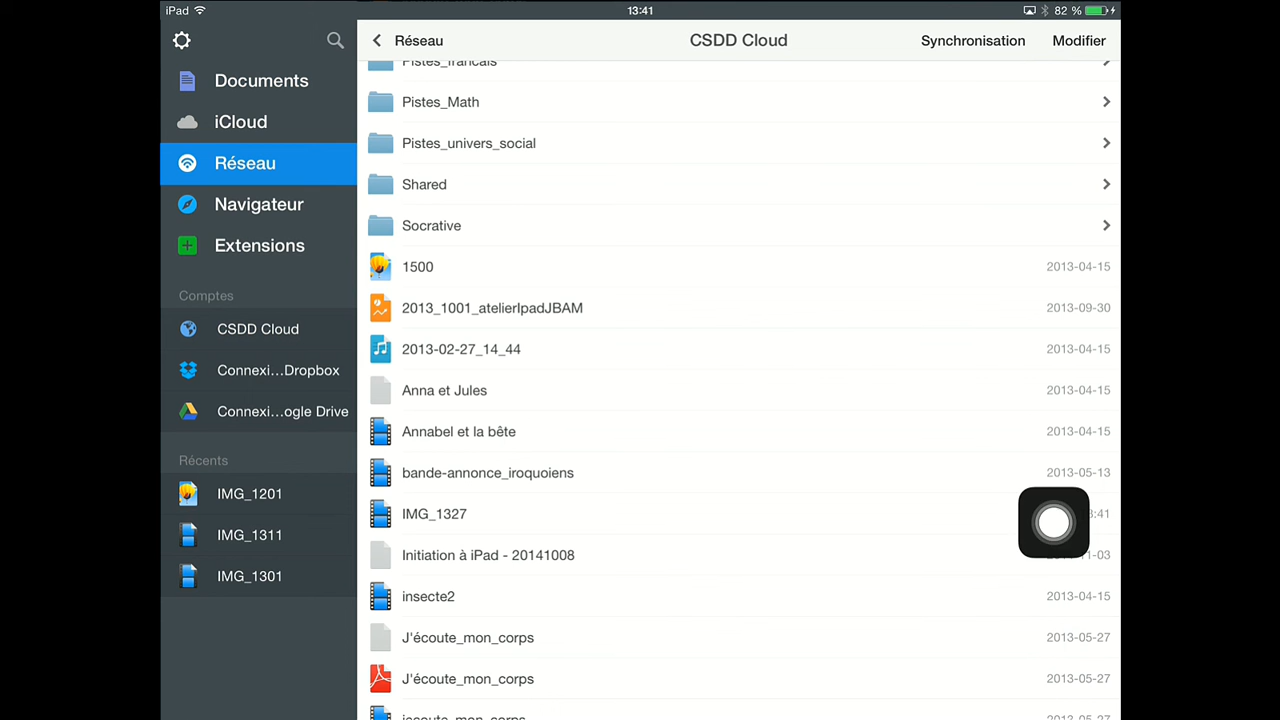 iPad 13:41 82 %
Documents
iCloud
Réseau
Navigateur
Extensions
Comptes
CSDD Cloud
Connexi...Dropbox
Connexi...ogle Drive
Récents
IMG_1201
IMG_1311
IMG_1301
Réseau CSDD Cloud Synchronisation Modifier
Pistes_francais
Pistes_Math
Pistes_univers_social
Shared
Socrative
1500 2013-04-15
2013_1001_atelierIpadJBAM 2013-09-30
2013-02-27_14_44 2013-04-15
Anna et Jules 2013-04-15
Annabel et la bête 2013-04-15
bande-annonce_iroquoiens 2013-05-13
IMG_1327
Initiation à iPad - 20141008
insecte2 2013-04-15
J'écoute_mon_corps 2013-05-27
J'écoute_mon_corps 2013-05-27